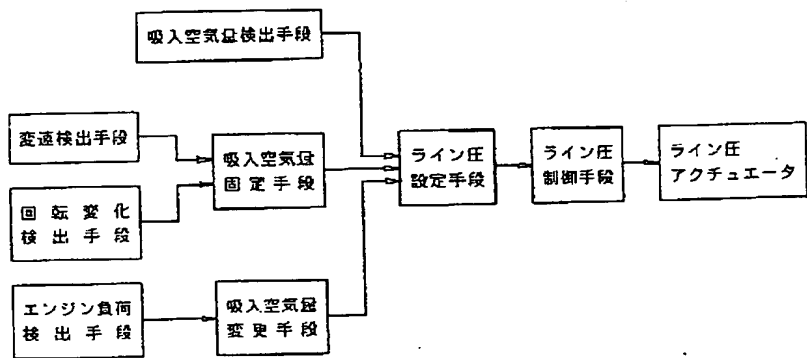 吸入空気量検出手段
変速検出手段
吸入空気量
固定手段
ライン圧
設定手段
ライン圧
制御手段
ライン圧
アクチュエータ
回転変化
検出手段
エンジン負荷
検出手段
吸入空気量
変更手段